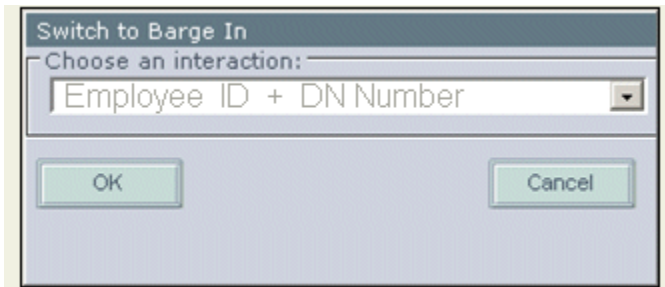 Switch to Barge In
Choose an interaction:
Employee ID + DN Number
OK Cancel